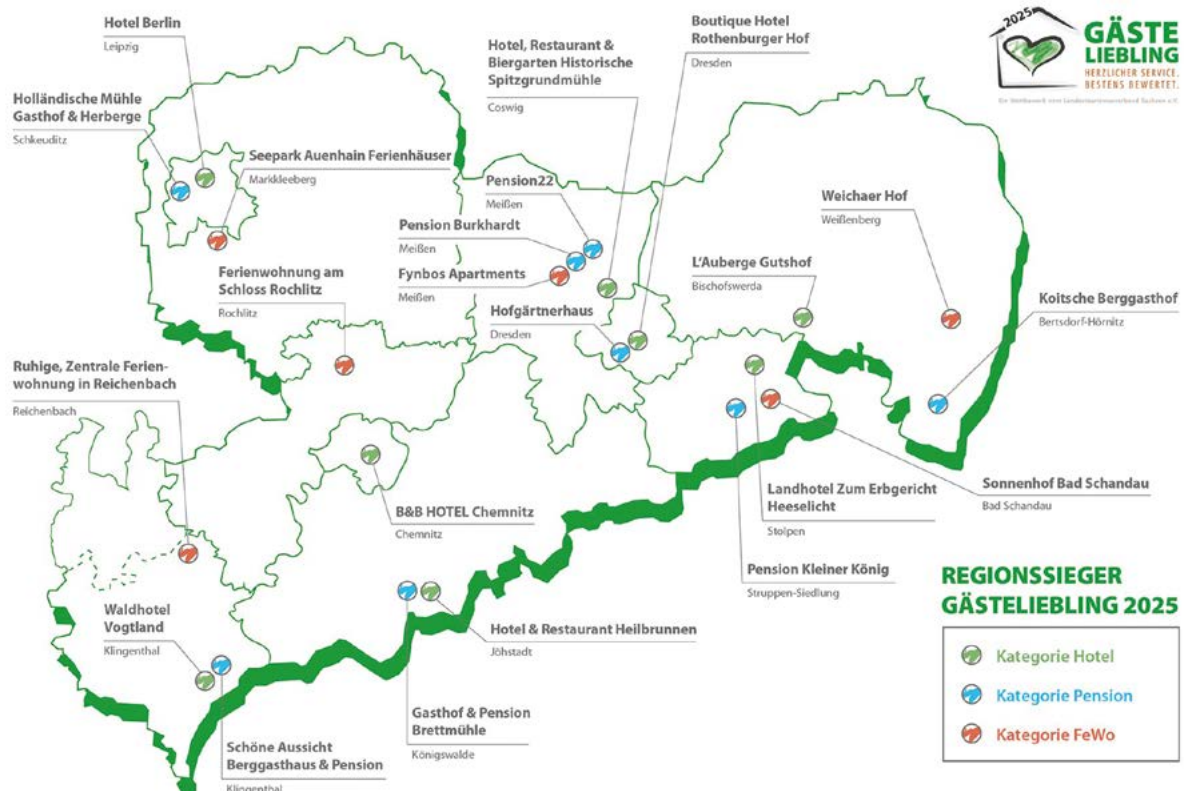 Hotel Berlin
Leipzig
Holländische Mühle
Gasthof & Herberge
Schkeuditz
Seepark Auenhain Ferienhäuser
Markkleeberg
Ferienwohnung am
Schloss Rochlitz
Rochlitz
Ruhige, Zentrale Ferien-
wohnung in Reichenbach
Reichenbach
Hotel, Restaurant &
Biergarten Historische
Spitzgrundmühle
Coswig
Boutique Hotel
Rothenburger Hof
Dresden
2025
GÄSTE
LIEBLING
HERZLICHER SERVICE.
BESTENS BEWERTET.
Ein Wettbewerb vom Landestourismusverband Sachsen e.V.
Pension22
Meißen
Pension Burkhardt
Meißen
Fynbos Apartments
Meißen
Hofgärtnerhaus
Dresden
L'Auberge Gutshof
Bischofswerda
Weichaer Hof
Weißenberg
Koitsche Berggasthof
Bertsdorf-Hörnitz
B&B HOTEL Chemnitz
Chemnitz
Landhotel Zum Erbgericht
Heeselicht
Stolpen
Sonnenhof Bad Schandau
Bad Schandau
Pension Kleiner König
Struppen-Siedlung
Waldhotel
Vogtland
Klingenthal
Hotel & Restaurant Heilbrunnen
Jöhstadt
Gasthof & Pension
Brettmühle
Königswalde
Schöne Aussicht
Berggasthaus & Pension
Klingenthal
REGIONSSIEGER
GÄSTELIEBLING 2025
Kategorie Hotel
Kategorie Pension
Kategorie FeWo